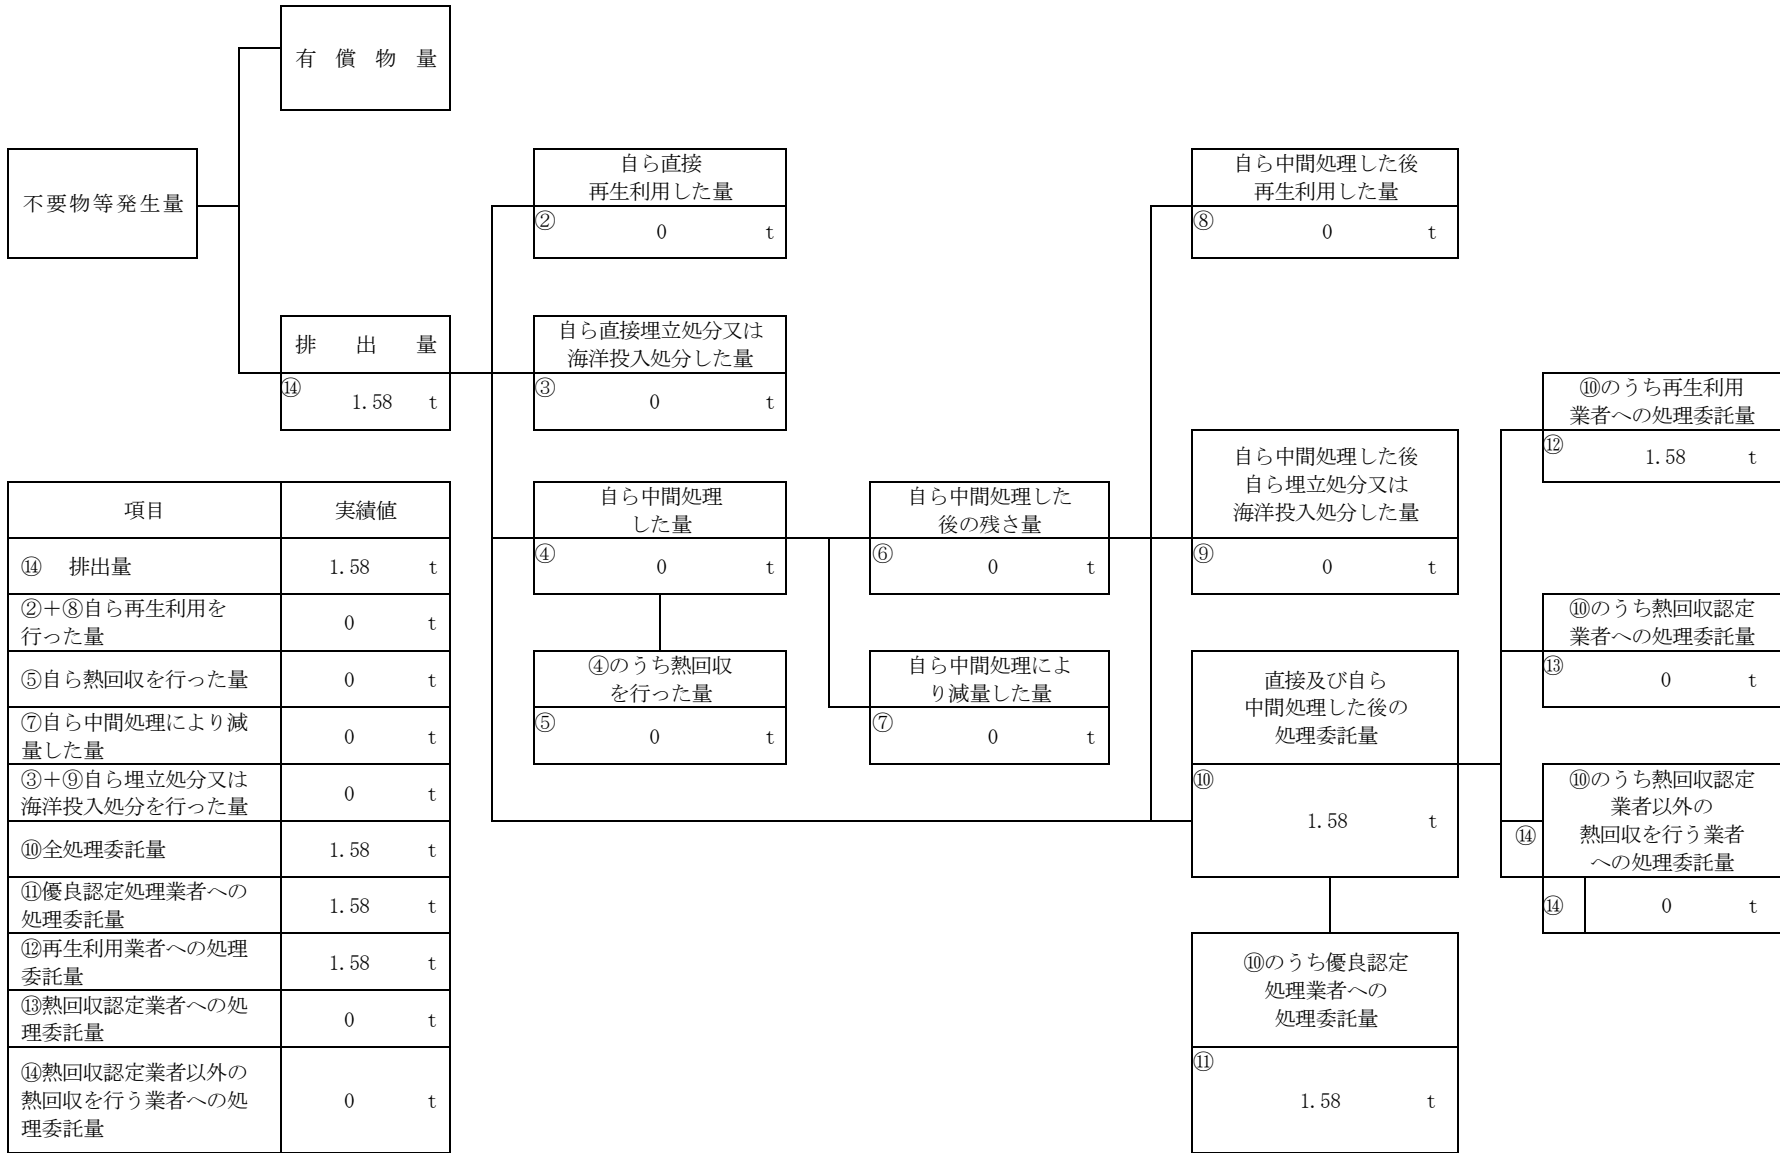 有償物量
不要物等発生量
自ら直接
再生利用した量
② 0 t
自ら中間処理した後
再生利用した量
⑧ 0 t
排出量
⑭ 1.58 t
自ら直接埋立処分又は
海洋投入処分した量
③ 0 t
⑩のうち再生利用
業者への処理委託量
⑫ 1.58 t
自ら中間処理
した量
④ 0 t
自ら中間処理した
後の残さ量
⑥ 0 t
自ら中間処理した後
自ら埋立処分又は
海洋投入処分した量
⑨ 0 t
⑩のうち熱回収認定
業者への処理委託量
⑬ 0 t
④のうち熱回収
を行った量
⑤ 0 t
自ら中間処理によ
り減量した量
⑦ 0 t
直接及び自ら
中間処理した後の
処理委託量
⑩ 1.58 t
⑩のうち熱回収認定
業者以外の
熱回収を行う業者
への処理委託量
⑭
⑭ 0 t
⑩のうち優良認定
処理業者への
処理委託量
⑪ 1.58 t
項目 実績値
⑭ 排出量 1.58 t
②+⑧自ら再生利用を
行った量 0 t
⑤自ら熱回収を行った量 0 t
⑦自ら中間処理により減
量した量 0 t
③+⑨自ら埋立処分又は
海洋投入処分を行った量 0 t
⑩全処理委託量 1.58 t
⑪優良認定処理業者への
処理委託量 1.58 t
⑫再生利用業者への処理
委託量 1.58 t
⑬熱回収認定業者への処
理委託量 0 t
⑭熱回収認定業者以外の
熱回収を行う業者への処
理委託量 0 t